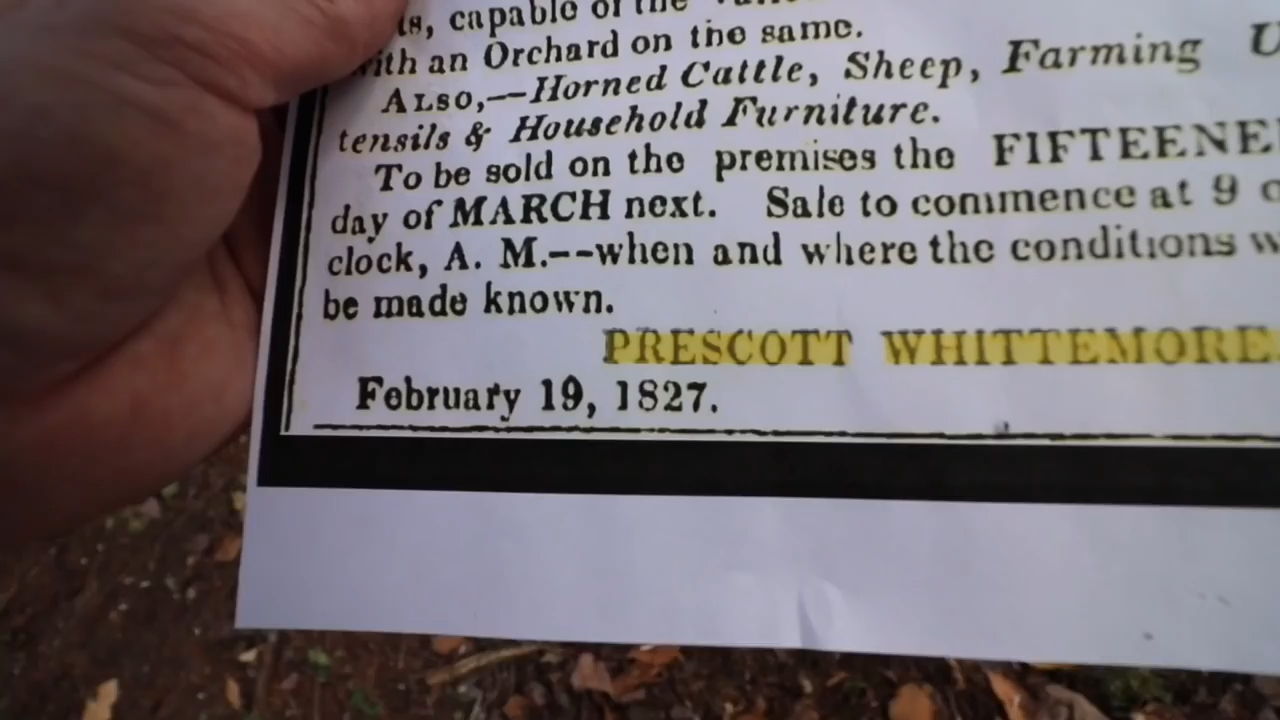 ts, capable of the
with an Orchard on the same.
ALSO,—Horned Cattle, Sheep, Farming U
tensils & Household Furniture.
To be sold on the premises the FIFTEENE
day of MARCH next. Sale to commence at 9 o
clock, A. M.--when and where the conditions w
be made known.
PRESCOTT WHITTEMORE.
February 19, 1827.